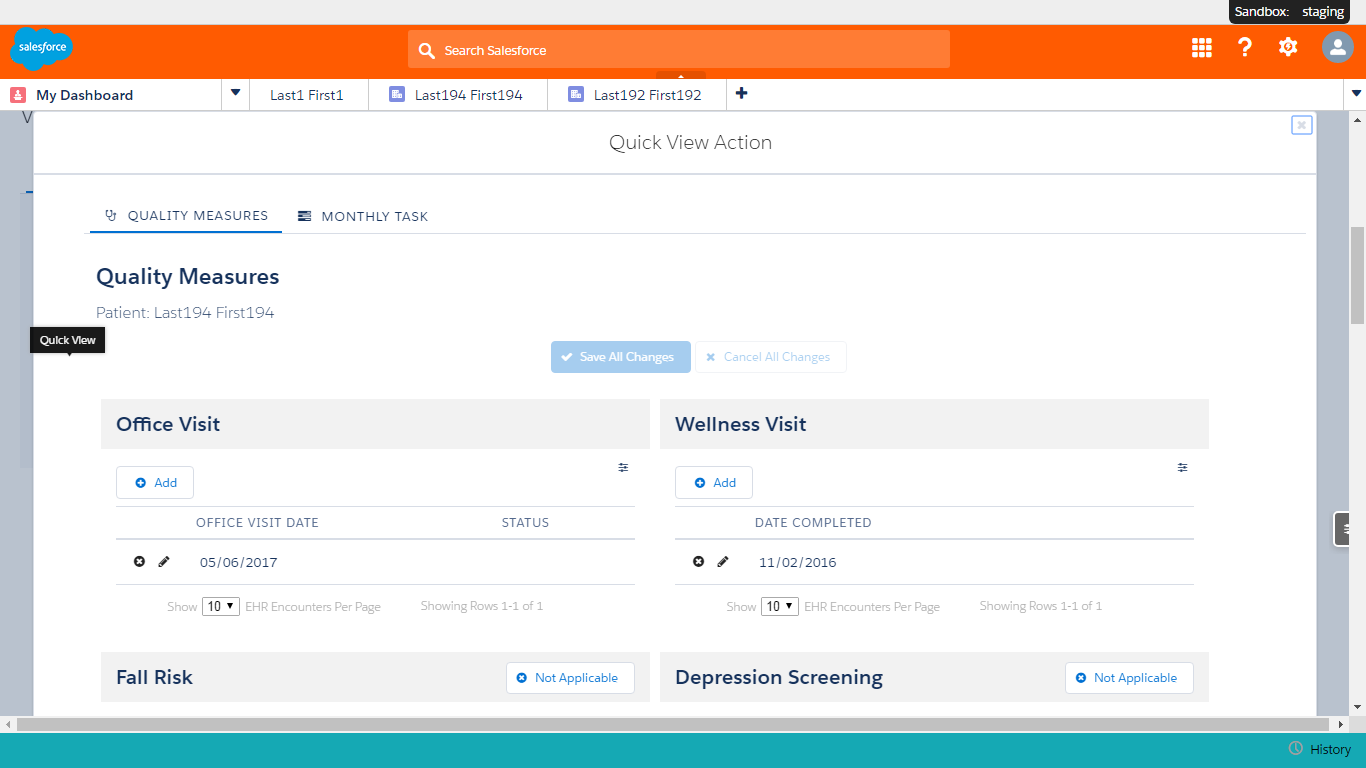 Sandbox: staging
salesforce
Search Salesforce
?
My Dashboard
Last1 First1
Last194 First194
Last192 First192
V
Quick View Action
QUALITY MEASURES
MONTHLY TASK
Quality Measures
Patient: Last194 First194
Quick View
Save All Changes
Cancel All Changes
Office Visit
Wellness Visit
Add
Add
OFFICE VISIT DATE
STATUS
DATE COMPLETED
05/06/2017
11/02/2016
Show 10 EHR Encounters Per Page
Showing Rows 1-1 of 1
Show 10 EHR Encounters Per Page
Showing Rows 1-1 of 1
Fall Risk
Not Applicable
Depression Screening
Not Applicable
History